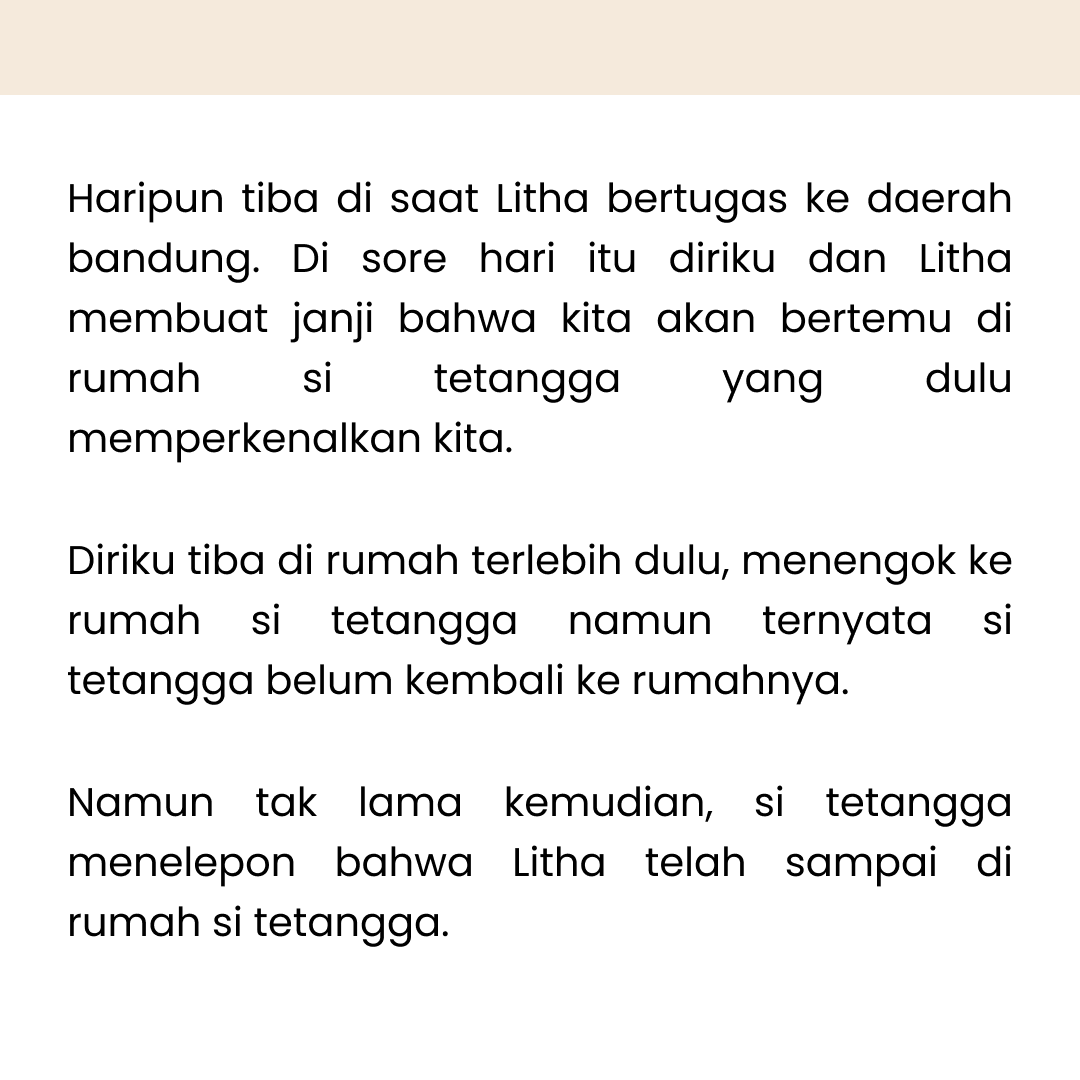 Haripun tiba di saat Litha bertugas ke daerah
bandung. Di sore hari itu diriku dan Litha
membuat janji bahwa kita akan bertemu di
rumah si tetangga yang dulu
memperkenalkan kita.
Diriku tiba di rumah terlebih dulu, menengok ke
rumah si tetangga namun ternyata si
tetangga belum kembali ke rumahnya.
Namun tak lama kemudian, si tetangga
menelepon bahwa Litha telah sampai di
rumah si tetangga.